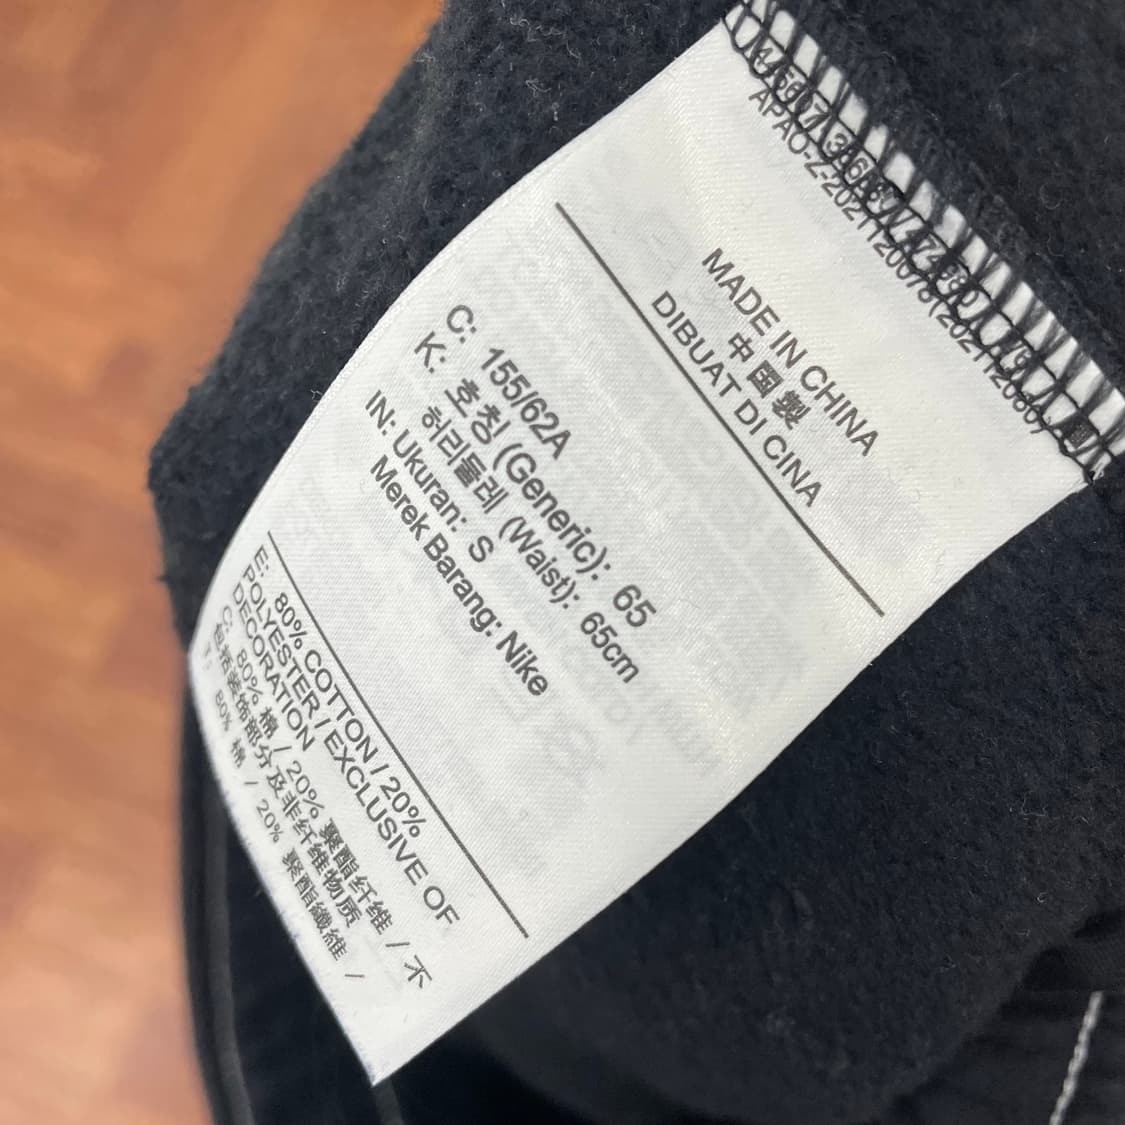 MADE IN CHINA
中國製
DIBUAT DI CINA
C: 155/62A
K: 호칭 (Generic): 65
허리둘레 (Waist): 65cm
IN: Ukuran: S
Merek Barang: Nike
E: 80% COTTON / 20%
POLYESTER / EXCLUSIVE OF
DECORATION
C: 80% 棉 / 20% 聚酯纤维 / 不
包括装饰部分及非纤维物质
T: 80% 棉 / 20% 聚酯纖維 /